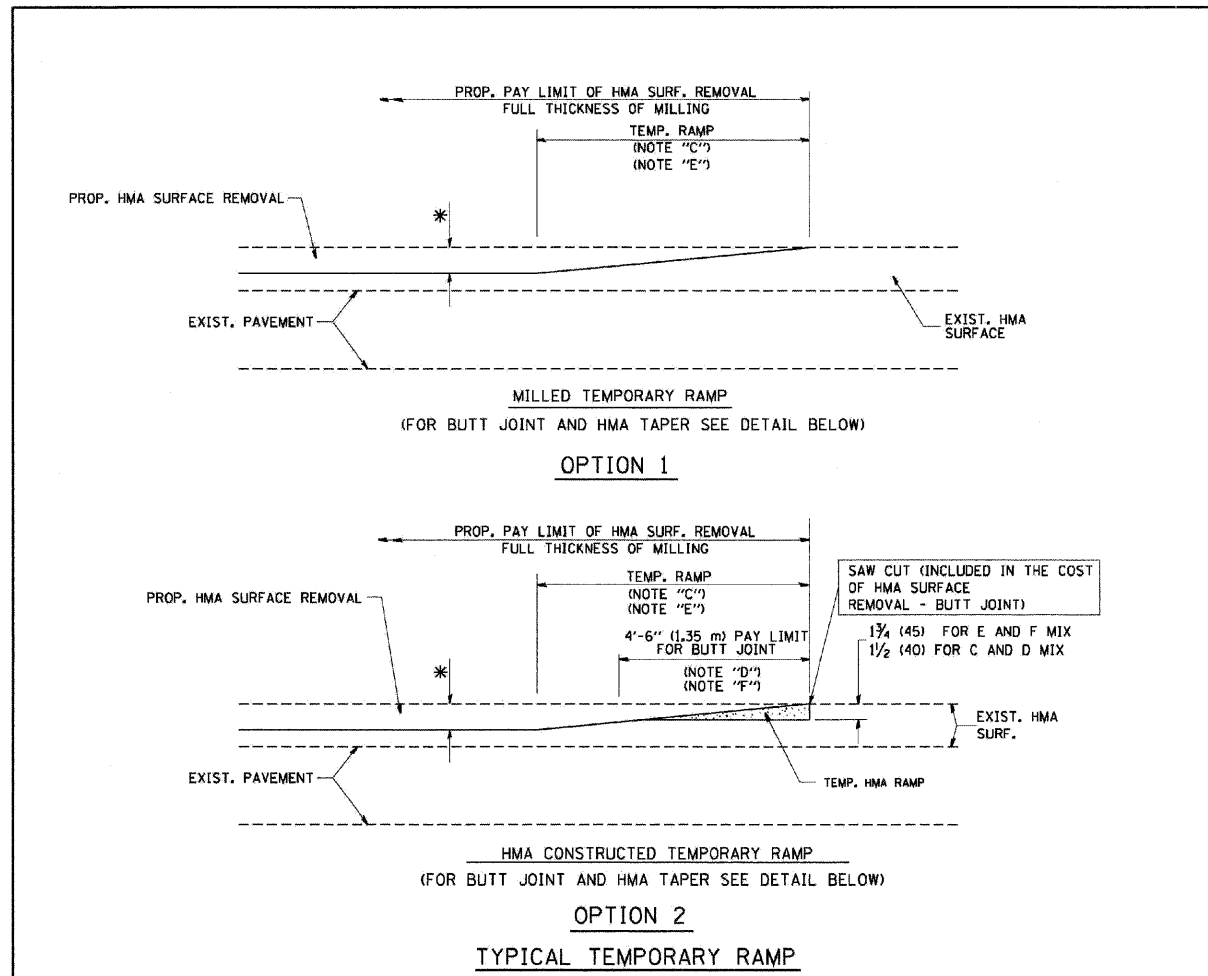 PROP. PAY LIMIT OF HMA SURF. REMOVAL
FULL THICKNESS OF MILLING
TEMP. RAMP
(NOTE "C")
(NOTE "E")
PROP. HMA SURFACE REMOVAL
*
EXIST. PAVEMENT
EXIST. HMA
SURFACE
MILLED TEMPORARY RAMP
(FOR BUTT JOINT AND HMA TAPER SEE DETAIL BELOW)
OPTION 1
PROP. PAY LIMIT OF HMA SURF. REMOVAL
FULL THICKNESS OF MILLING
SAW CUT (INCLUDED IN THE COST
OF HMA SURFACE
REMOVAL - BUTT JOINT)
TEMP. RAMP
(NOTE "C")
(NOTE "E")
PROP. HMA SURFACE REMOVAL
4'-6" (1.35 m) PAY LIMIT
FOR BUTT JOINT
(NOTE "D")
(NOTE "F")
1 3/4 (45) FOR E AND F MIX
1 1/2 (40) FOR C AND D MIX
*
EXIST. HMA
SURF.
EXIST. PAVEMENT
TEMP. HMA RAMP
HMA CONSTRUCTED TEMPORARY RAMP
(FOR BUTT JOINT AND HMA TAPER SEE DETAIL BELOW)
OPTION 2
TYPICAL TEMPORARY RAMP